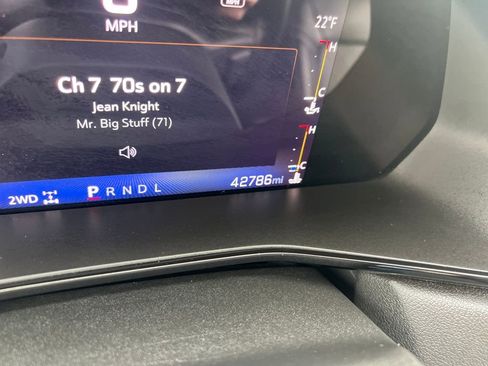 MPH
22°F
H
Ch 7 70s on 7
Jean Knight
Mr. Big Stuff (71)
C
H
C
2WD
P R N D L
42786mi